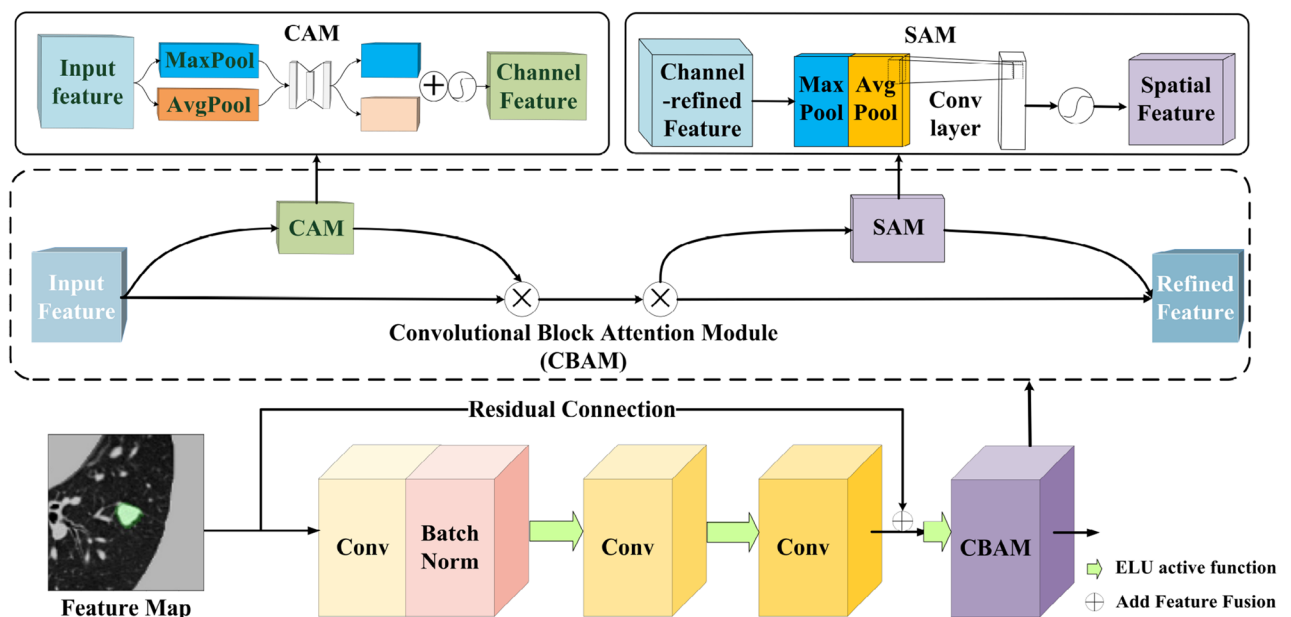 CAM
Input
feature
MaxPool
AvgPool
Channel
Feature
SAM
Channel
-refined
Feature
Max
Pool
Avg
Pool
Conv
layer
Spatial
Feature
CAM
SAM
Input
Feature
Refined
Feature
Convolutional Block Attention Module
(CBAM)
Residual Connection
Feature Map
Conv
Batch
Norm
Conv
Conv
CBAM
ELU active function
Add Feature Fusion